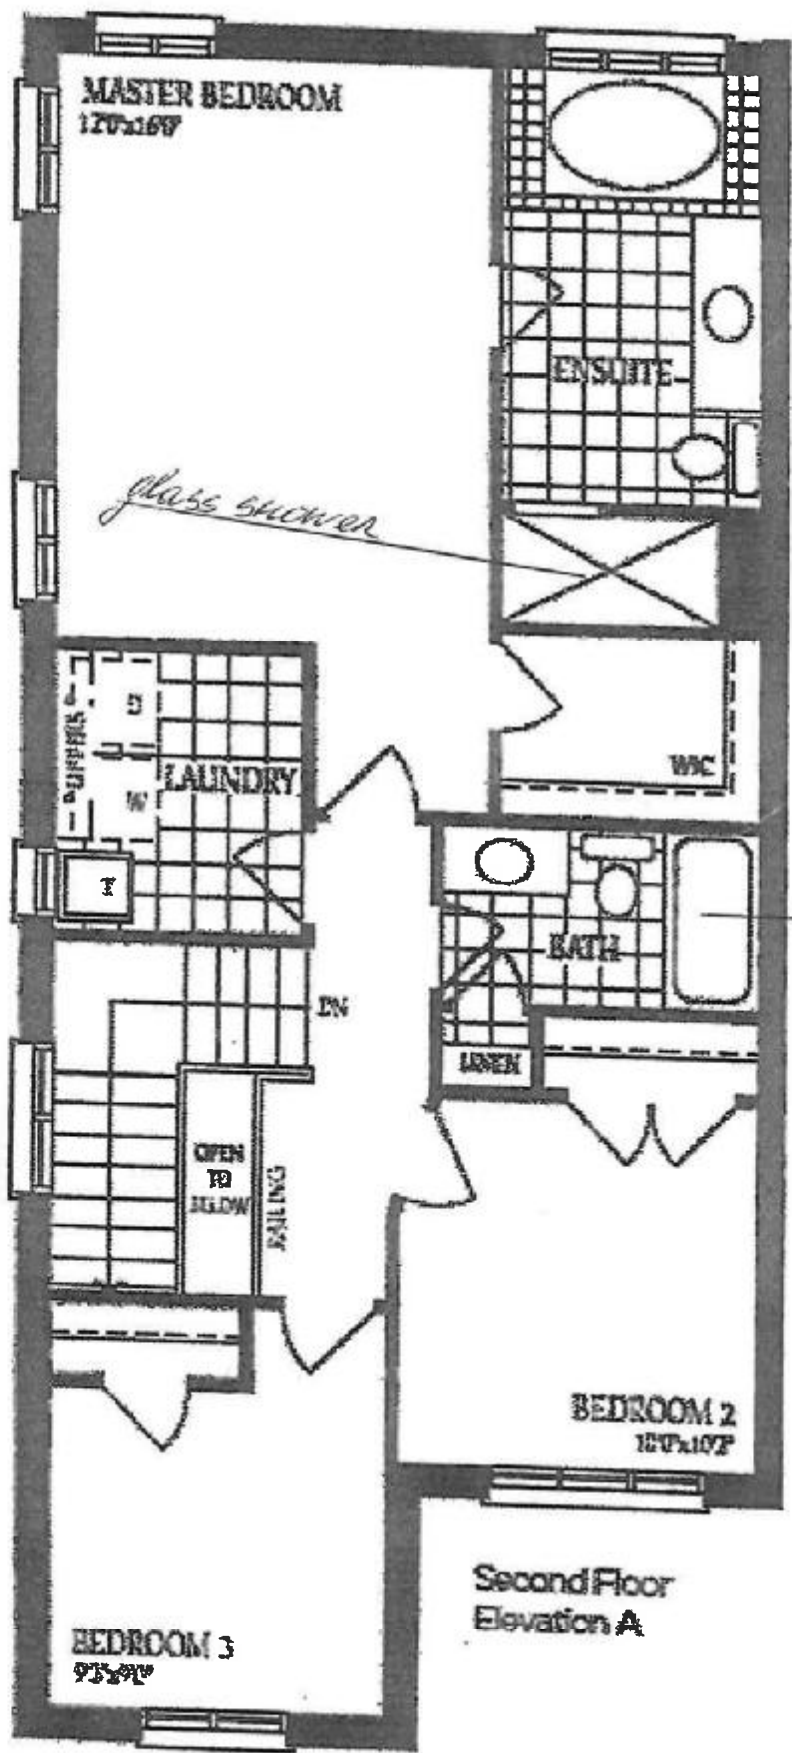 MASTER BEDROOM
ENSUITE
glass shower
UPPERS
D
W
LAUNDRY
WIC
T
BATH
DN
LINEN
OPEN
TO
BELOW
RAILING
BEDROOM 2
BEDROOM 3
Second Floor
Elevation A